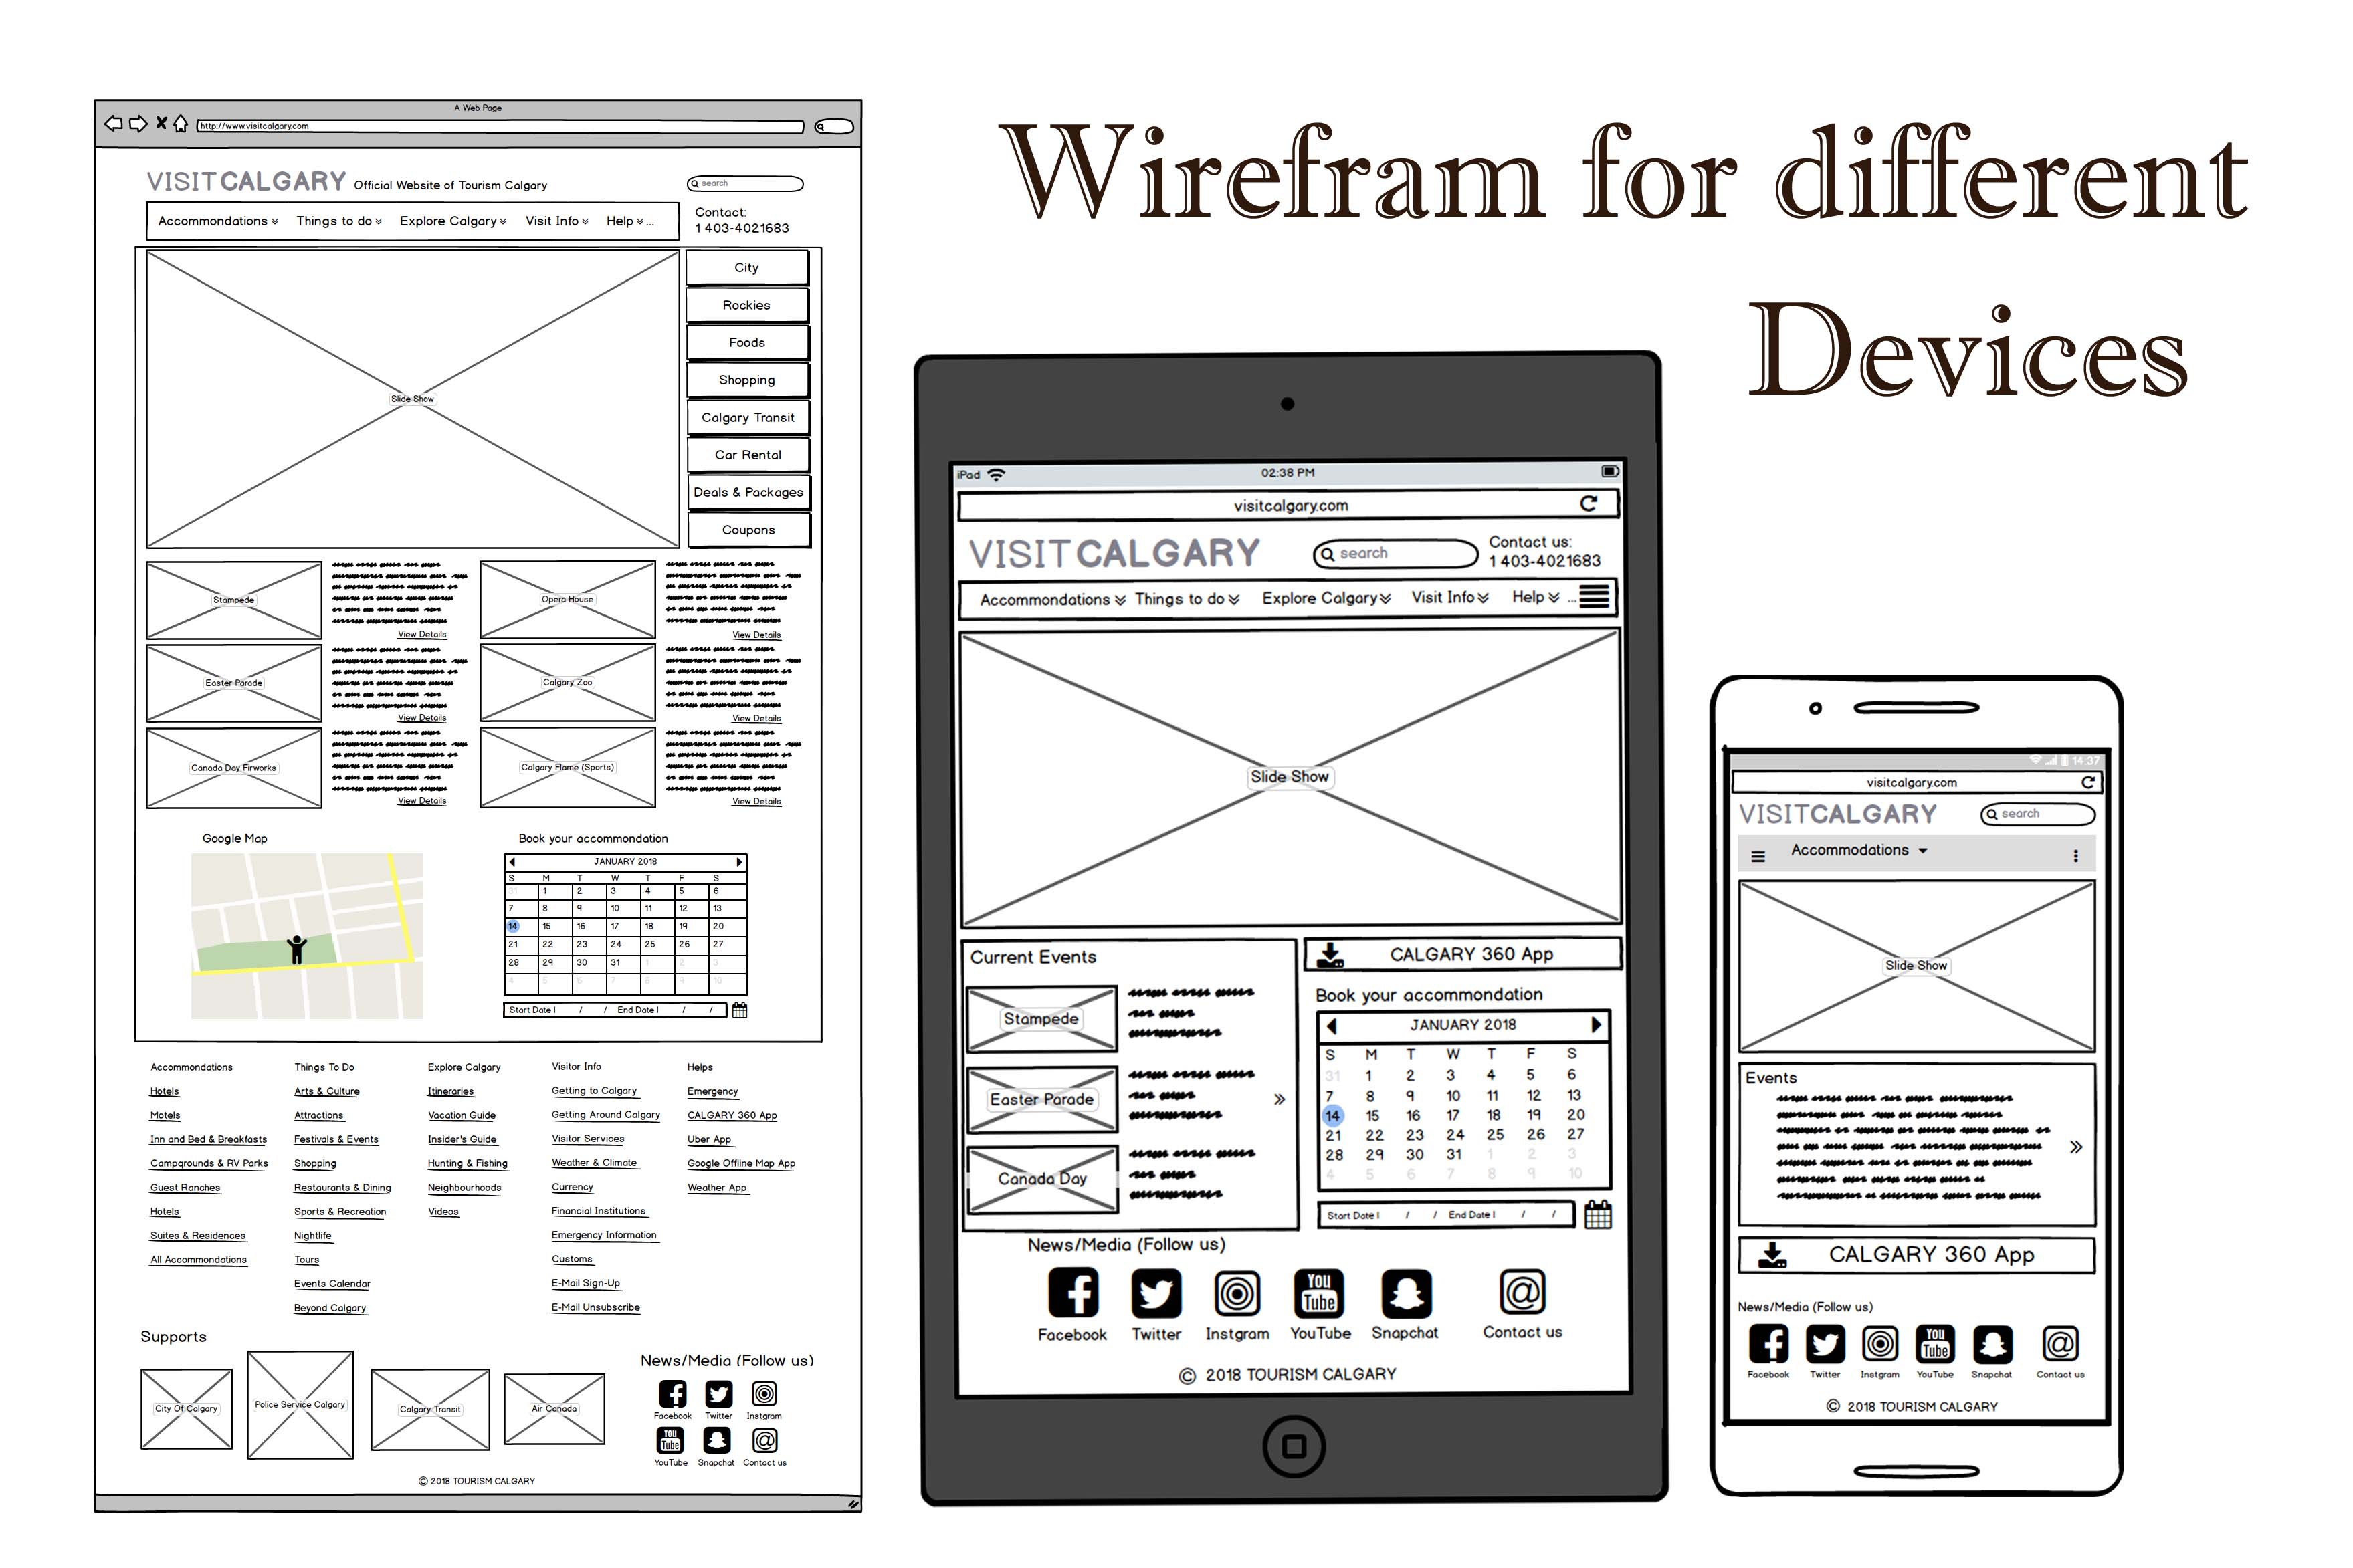 Wirefram for different
Devices
A Web Page
http://www.visitcalgary.com
VISITCALGARY Official Website of Tourism Calgary
search
Accommondations Things to do Explore Calgary Visit Info Help ...
Contact:
1 403-4021683
Slide Show
City
Rockies
Foods
Shopping
Calgary Transit
Car Rental
Deals & Packages
Coupons
Stampede
View Details
Opera House
View Details
Easter Parade
View Details
Calgary Zoo
View Details
Canada Day Firworks
View Details
Calgary Flame (Sports)
View Details
Google Map
Book your accommondation
JANUARY 2018
S M T W T F S
31 1 2 3 4 5 6
7 8 9 10 11 12 13
14 15 16 17 18 19 20
21 22 23 24 25 26 27
28 29 30 31 1 2 3
4 5 6 7 8 9 10
Start Date | / / End Date | / /
Accommondations
Hotels
Motels
Inn and Bed & Breakfasts
Campgrounds & RV Parks
Guest Ranches
Hotels
Suites & Residences
All Accommondations
Things To Do
Arts & Culture
Attractions
Festivals & Events
Shopping
Restaurants & Dining
Sports & Recreation
Nightlife
Tours
Events Calendar
Beyond Calgary
Explore Calgary
Itineraries
Vacation Guide
Insider's Guide
Hunting & Fishing
Neighbourhoods
Videos
Visitor Info
Getting to Calgary
Getting Around Calgary
Visitor Services
Weather & Climate
Currency
Financial Institutions
Emergency Information
Customs
E-Mail Sign-Up
E-Mail Unsubscribe
Helps
Emergency
CALGARY 360 App
Uber App
Google Offline Map App
Weather App
Supports
City Of Calgary
Police Service Calgary
Calgary Transit
Air Canada
News/Media (Follow us)
Facebook Twitter Instgram
You Tube
YouTube Snapchat Contact us
© 2018 TOURISM CALGARY
iPad 02:38 PM
visitcalgary.com
VISITCALGARY
search
Contact us:
1 403-4021683
Accommondations Things to do Explore Calgary Visit Info Help ...
Slide Show
Current Events
Stampede
Easter Parade
Canada Day
CALGARY 360 App
Book your accommondation
JANUARY 2018
S M T W T F S
31 1 2 3 4 5 6
7 8 9 10 11 12 13
14 15 16 17 18 19 20
21 22 23 24 25 26 27
28 29 30 31 1 2 3
4 5 6 7 8 9 10
Start Date | / / End Date | / /
News/Media (Follow us)
You Tube
Facebook Twitter Instgram YouTube Snapchat Contact us
© 2018 TOURISM CALGARY
14:37
visitcalgary.com
VISITCALGARY
search
Accommodations
Slide Show
Events
CALGARY 360 App
News/Media (Follow us)
You Tube
Facebook Twitter Instgram YouTube Snapchat Contact us
© 2018 TOURISM CALGARY